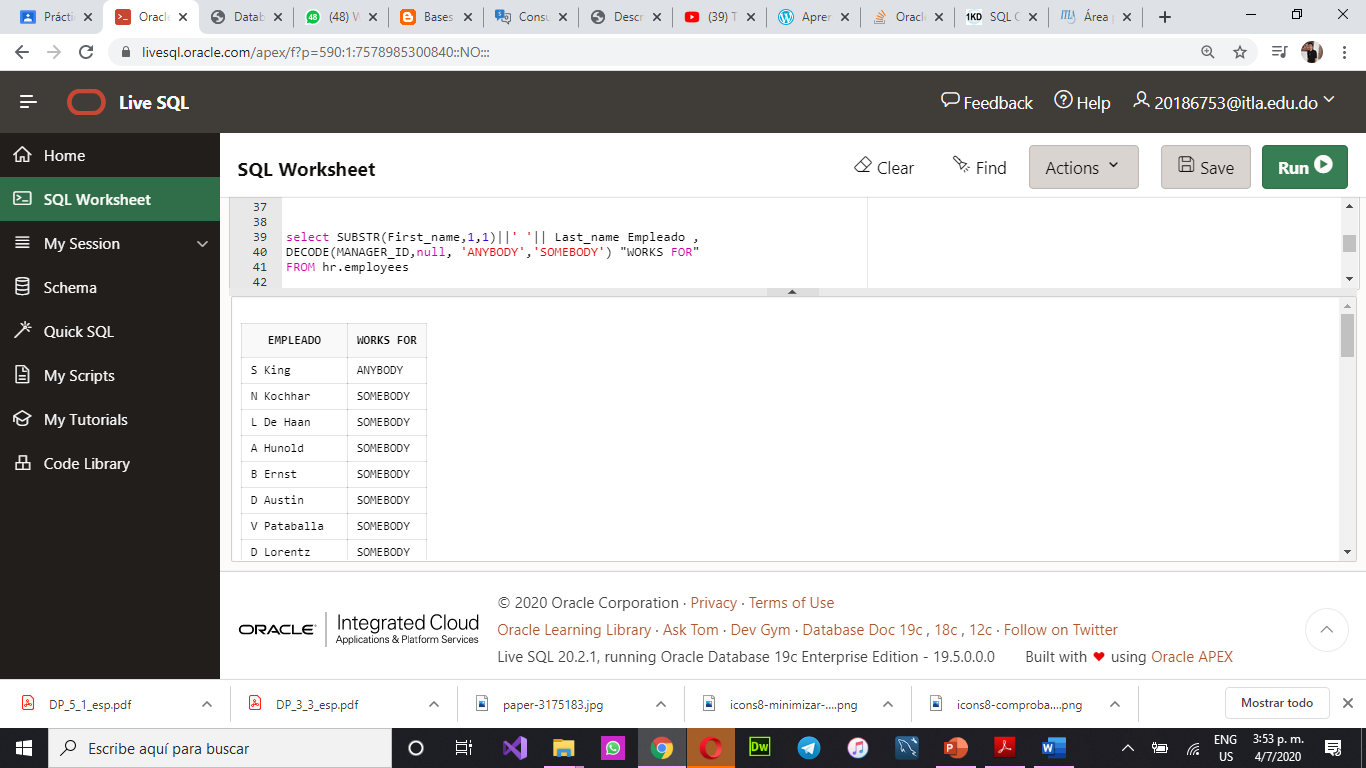 Práctic
Oracle
Datab
(48) W
Bases
Consu
Descr
(39) T
Apren
Oracl
1KD SQL C
Área p
livesql.oracle.com/apex/f?p=590:1:7578985300840::NO:::
Live SQL
Feedback
Help
20186753@itla.edu.do
Home
SQL Worksheet
My Session
Schema
Quick SQL
My Scripts
My Tutorials
Code Library
SQL Worksheet
Clear
Find
Actions
Save
Run
37
38
39 select SUBSTR(First_name,1,1)||' '|| Last_name Empleado ,
40 DECODE(MANAGER_ID,null, 'ANYBODY','SOMEBODY') "WORKS FOR"
41 FROM hr.employees
42
EMPLEADO WORKS FOR
S King ANYBODY
N Kochhar SOMEBODY
L De Haan SOMEBODY
A Hunold SOMEBODY
B Ernst SOMEBODY
D Austin SOMEBODY
V Pataballa SOMEBODY
D Lorentz SOMEBODY
ORACLE Integrated Cloud
Applications & Platform Services
© 2020 Oracle Corporation · Privacy · Terms of Use
Oracle Learning Library · Ask Tom · Dev Gym · Database Doc 19c , 18c , 12c · Follow on Twitter
Live SQL 20.2.1, running Oracle Database 19c Enterprise Edition - 19.5.0.0.0 Built with ❤ using Oracle APEX
DP_5_1_esp.pdf
DP_3_3_esp.pdf
paper-3175183.jpg
icons8-minimizar-....png
icons8-comproba....png
Mostrar todo
Escribe aquí para buscar
Dw
ENG
US
3:53 p. m.
4/7/2020